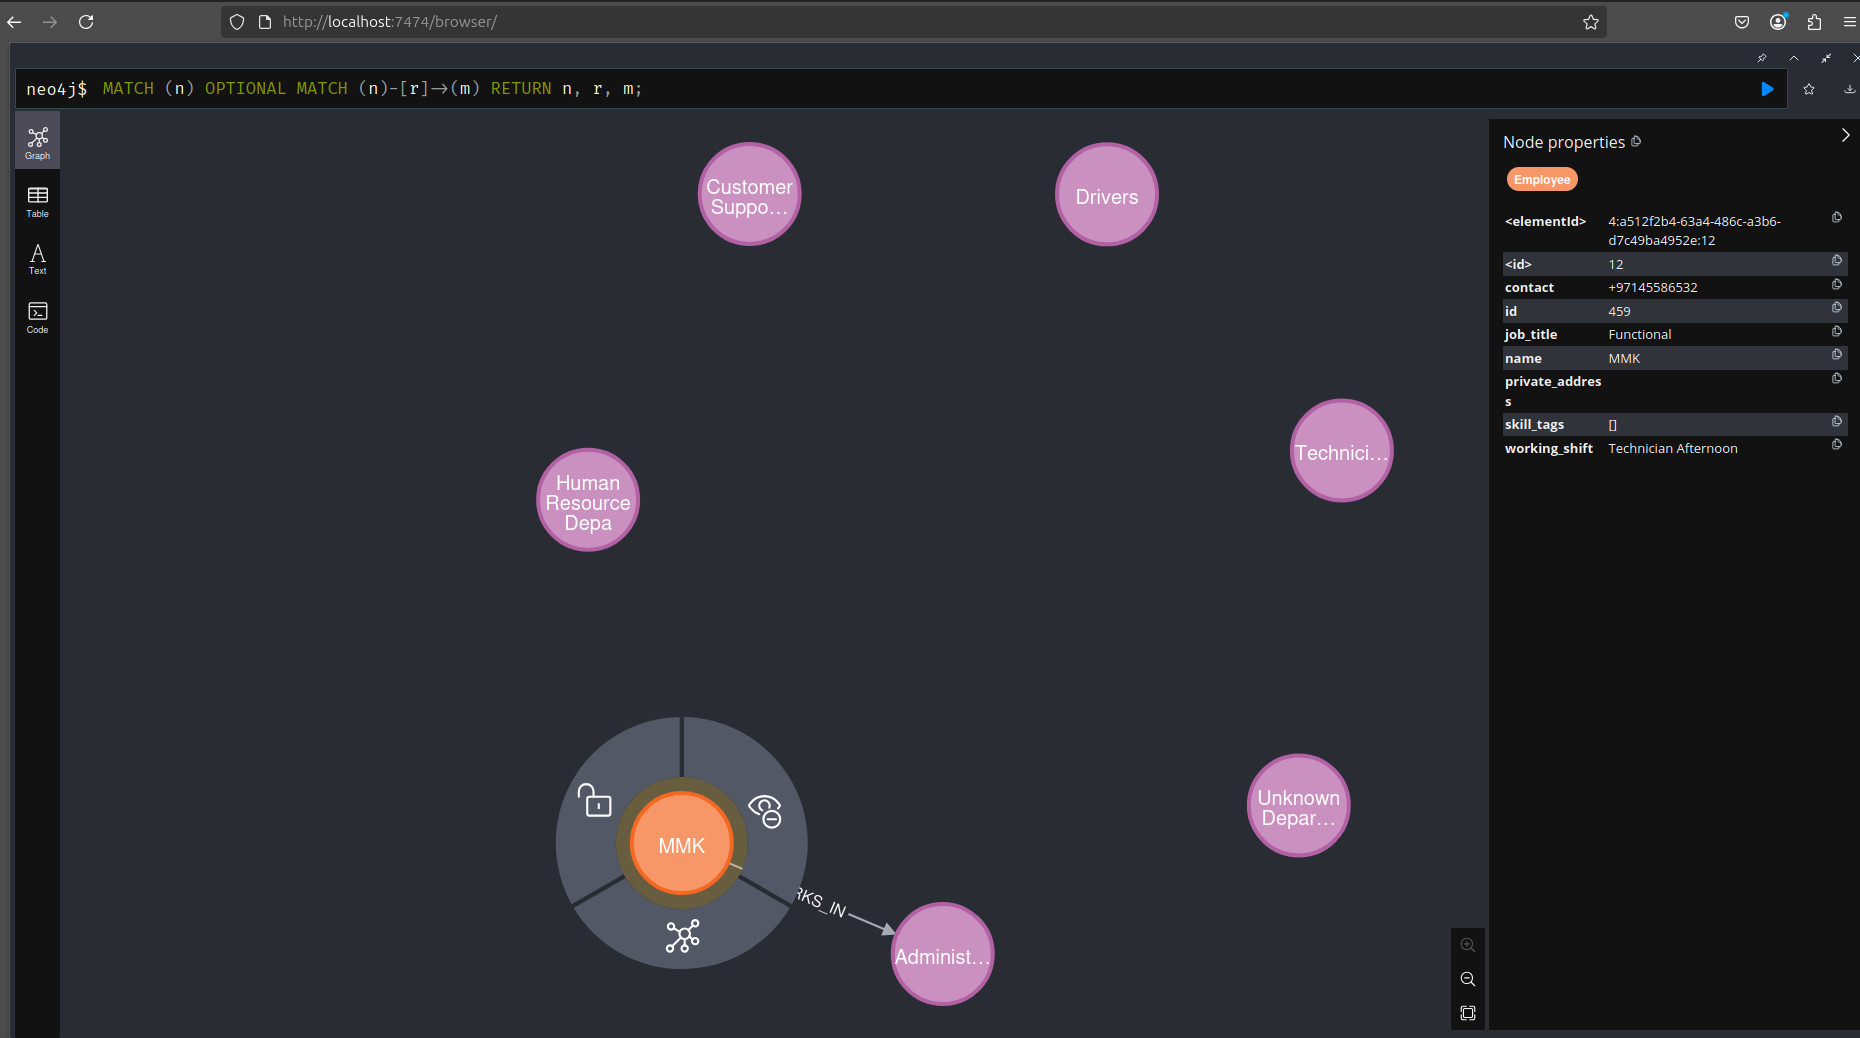 http://localhost:7474/browser/
neo4j$ MATCH (n) OPTIONAL MATCH (n)-[r]->(m) RETURN n, r, m;
Graph
Table
Text
Code
Customer
Suppo...
Drivers
Technici...
Human
Resource
Depa
Unknown
Depar...
MMK
RKS_IN
Administ...
Node properties
Employee
<elementId> 4:a512f2b4-63a4-486c-a3b6-
d7c49ba4952e:12
<id> 12
contact +97145586532
id 459
job_title Functional
name MMK
private_addres
s
skill_tags []
working_shift Technician Afternoon